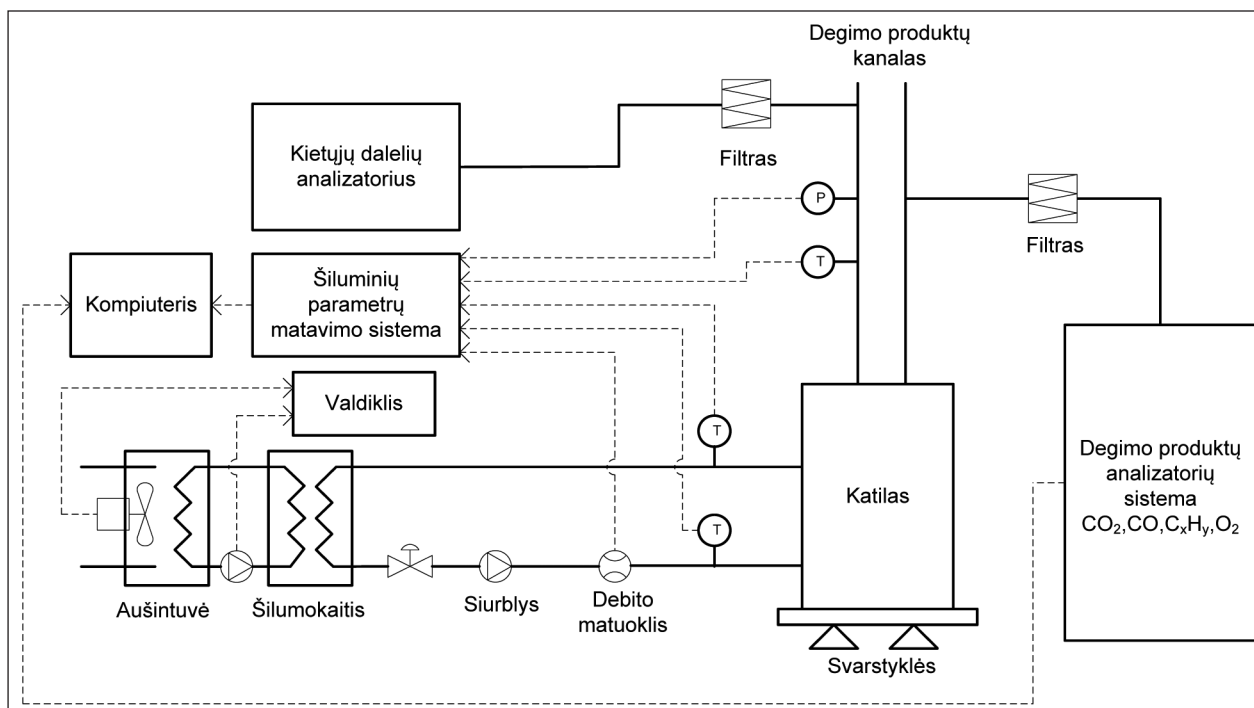 Degimo produktų
kanalas
Kietųjų dalelių
analizatorius
Filtras
P
Filtras
T
Šiluminių
parametrų
matavimo sistema
Kompiuteris
Valdiklis
T
Degimo produktų
analizatorių
sistema
CO₂,CO,CₓHᵧ,O₂
Katilas
T
Aušintuvė
Šilumokaitis
Siurblys
Debito
matuoklis
Svarstyklės